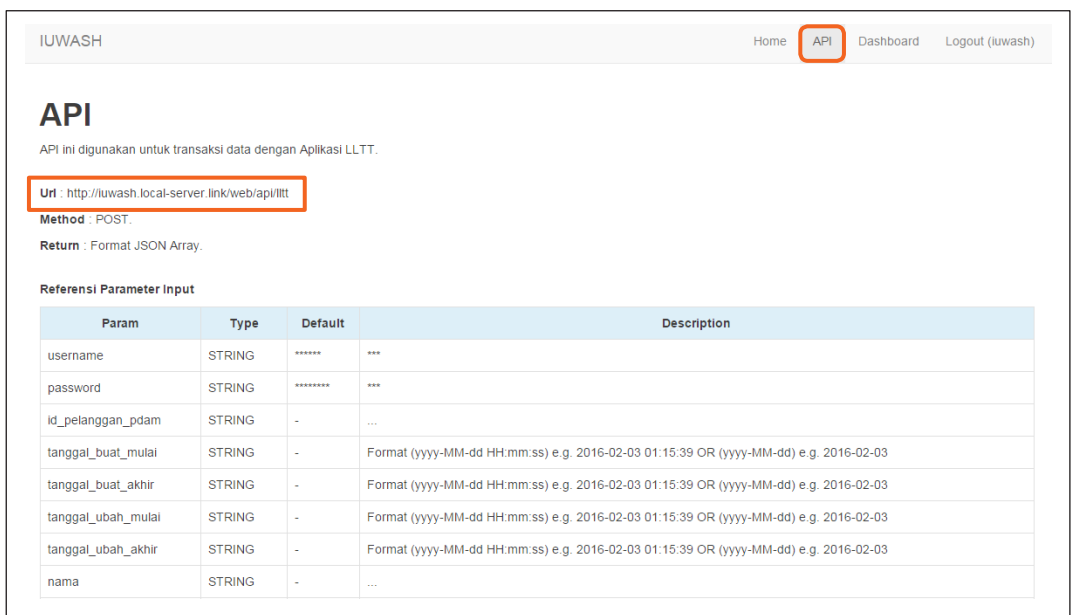 IUWASH Home API Dashboard Logout (iuwash)
API
API ini digunakan untuk transaksi data dengan Aplikasi LLTT.
Url : http://iuwash.local-server.link/web/api/lltt
Method : POST.
Return : Format JSON Array.
Referensi Parameter Input
Param Type Default Description
username STRING ****** ***
password STRING ******** ***
id_pelanggan_pdam STRING - ...
tanggal_buat_mulai STRING - Format (yyyy-MM-dd HH:mm:ss) e.g. 2016-02-03 01:15:39 OR (yyyy-MM-dd) e.g. 2016-02-03
tanggal_buat_akhir STRING - Format (yyyy-MM-dd HH:mm:ss) e.g. 2016-02-03 01:15:39 OR (yyyy-MM-dd) e.g. 2016-02-03
tanggal_ubah_mulai STRING - Format (yyyy-MM-dd HH:mm:ss) e.g. 2016-02-03 01:15:39 OR (yyyy-MM-dd) e.g. 2016-02-03
tanggal_ubah_akhir STRING - Format (yyyy-MM-dd HH:mm:ss) e.g. 2016-02-03 01:15:39 OR (yyyy-MM-dd) e.g. 2016-02-03
nama STRING - ...